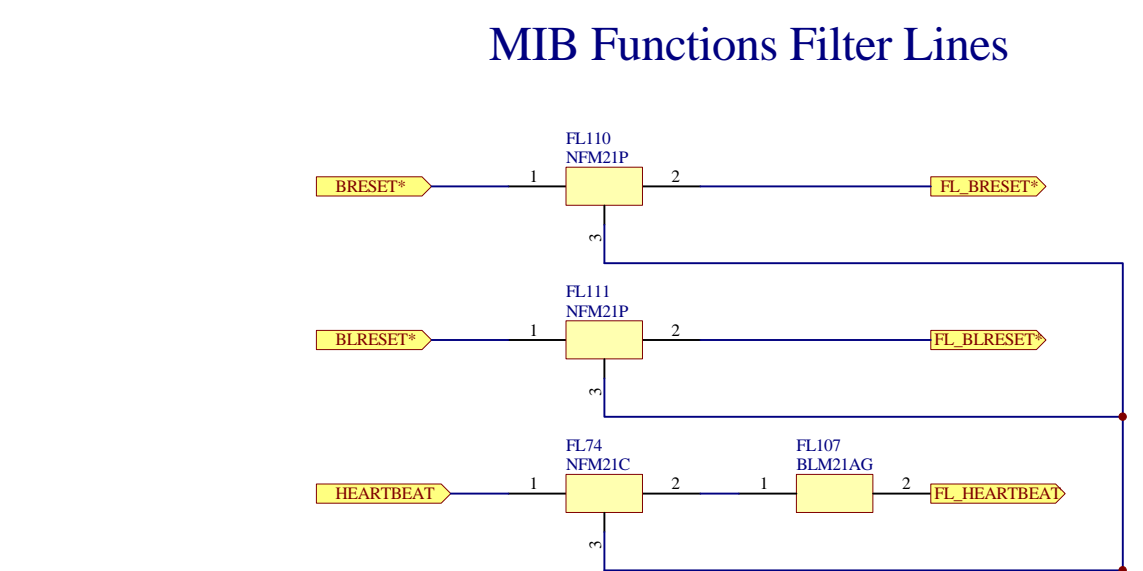 MIB Functions Filter Lines
FL110
NFM21P
BRESET* 1 2 FL_BRESET*
3
FL111
NFM21P
BLRESET* 1 2 FL_BLRESET*
3
FL74 FL107
NFM21C BLM21AG
HEARTBEAT 1 2 1 2 FL_HEARTBEAT
3